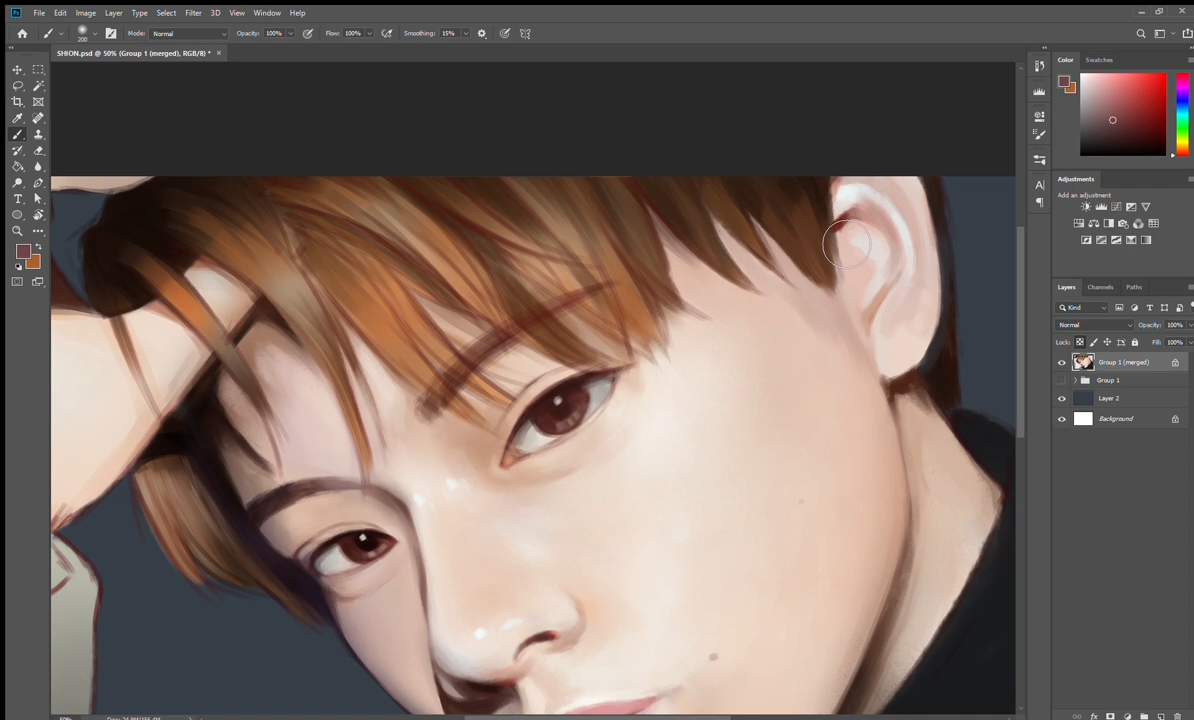 Ps File Edit Image Layer Type Select Filter 3D View Window Help
200 Mode: Normal Opacity: 100% Flow: 100% Smoothing: 15%
SHION.psd @ 50% (Group 1 (merged), RGB/8) * ×
Color Swatches
Adjustments
Add an adjustment
Layers Channels Paths
Kind
Normal Opacity: 100%
Lock: Fill: 100%
Group 1 (merged)
Group 1
Layer 2
Background